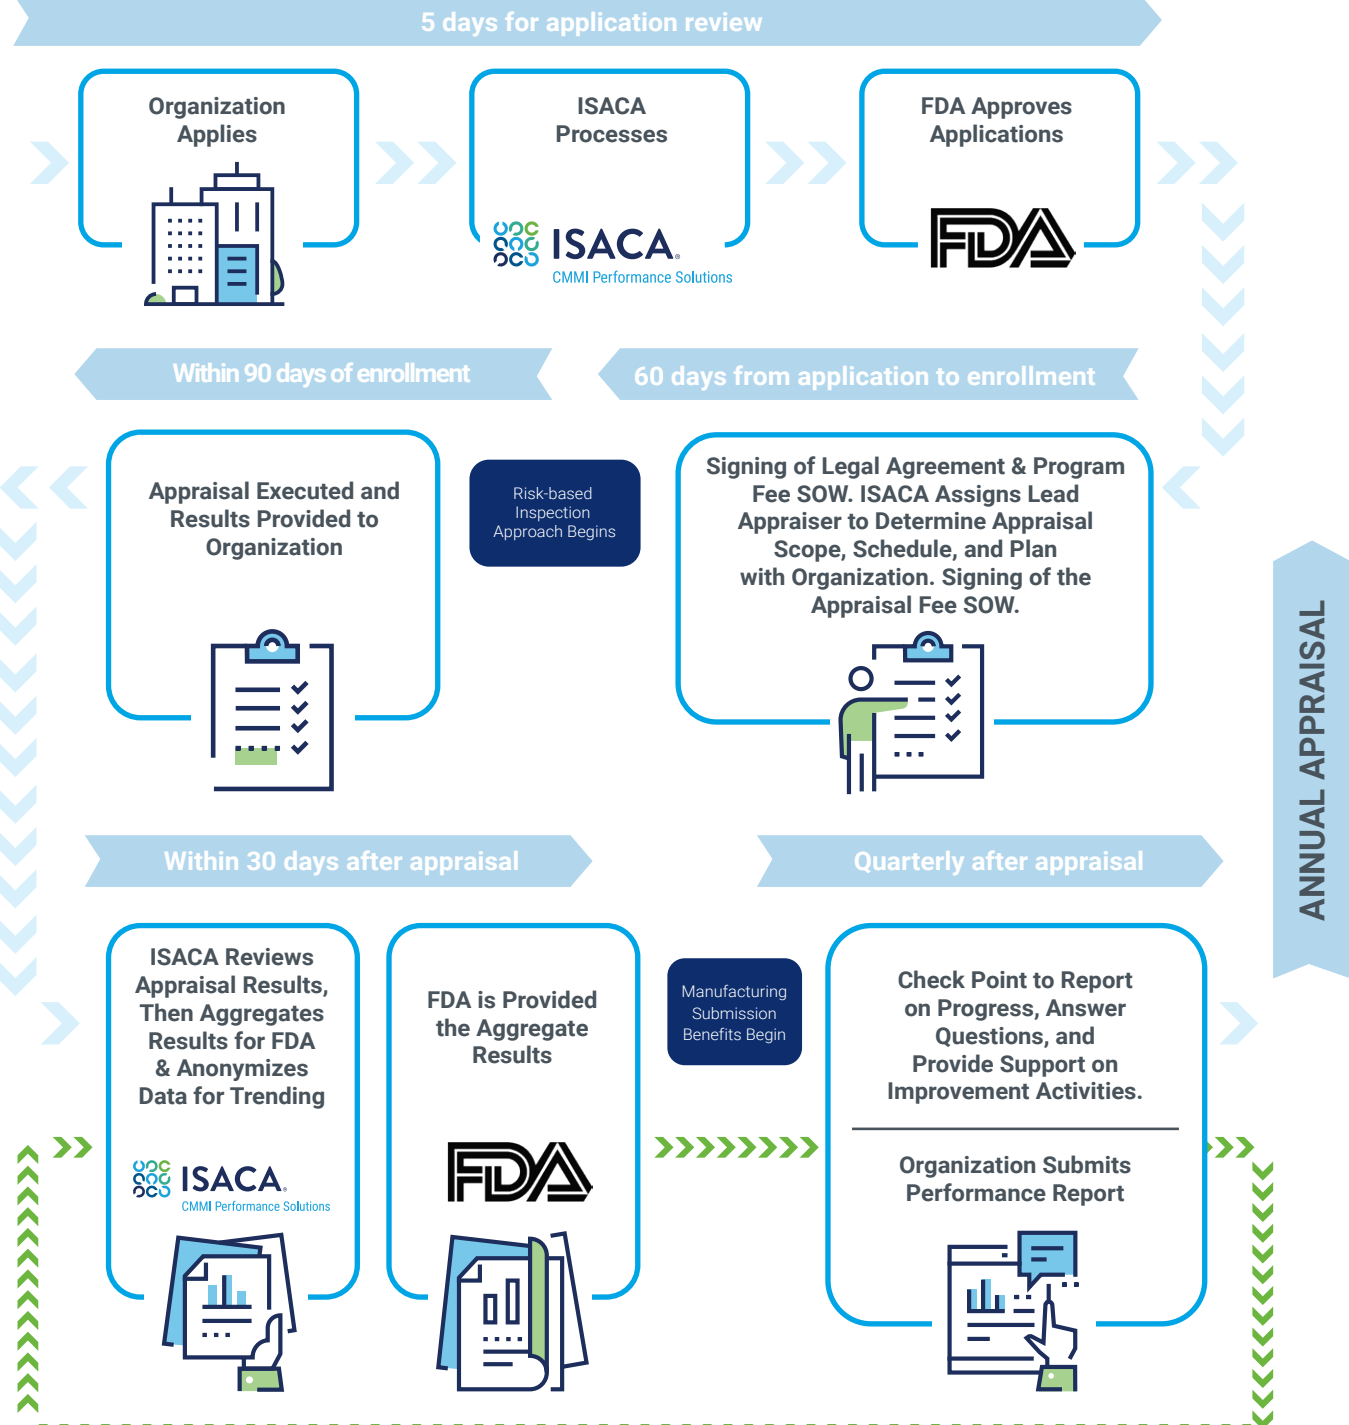 5 days for application review
Organization
Applies
ISACA
Processes
FDA Approves
Applications
ISACA®
CMMI Performance Solutions
FDA
Within 90 days of enrollment
60 days from application to enrollment
Appraisal Executed and
Results Provided to
Organization
Risk-based
Inspection
Approach Begins
Signing of Legal Agreement & Program
Fee SOW. ISACA Assigns Lead
Appraiser to Determine Appraisal
Scope, Schedule, and Plan
with Organization. Signing of the
Appraisal Fee SOW.
ANNUAL APPRAISAL
Within 30 days after appraisal
Quarterly after appraisal
ISACA Reviews
Appraisal Results,
Then Aggregates
Results for FDA
& Anonymizes
Data for Trending
ISACA®
CMMI Performance Solutions
FDA is Provided
the Aggregate
Results
FDA
Manufacturing
Submission
Benefits Begin
Check Point to Report
on Progress, Answer
Questions, and
Provide Support on
Improvement Activities.
Organization Submits
Performance Report